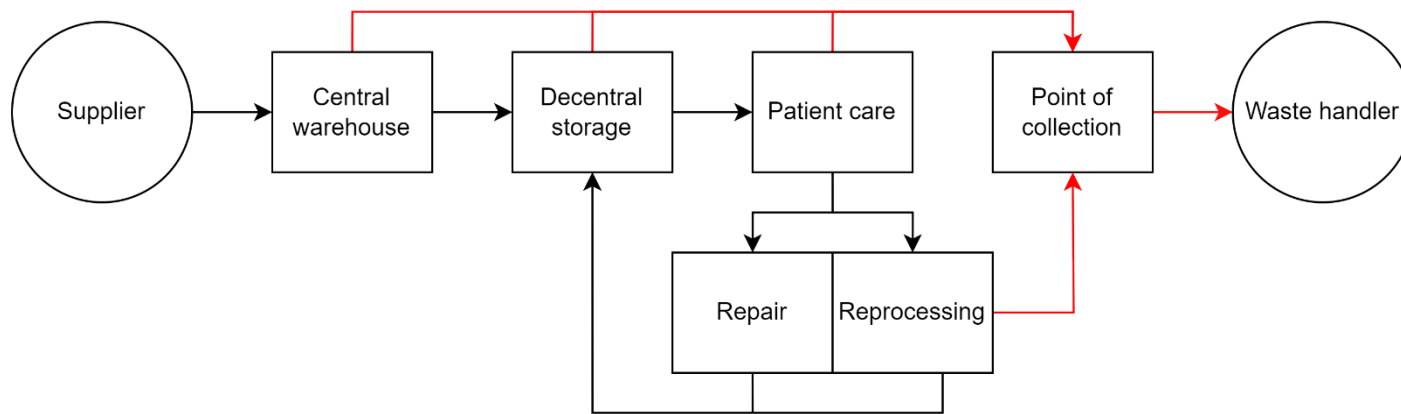 Supplier
Central
warehouse
Decentral
storage
Patient care
Point of
collection
Waste handler
Repair
Reprocessing